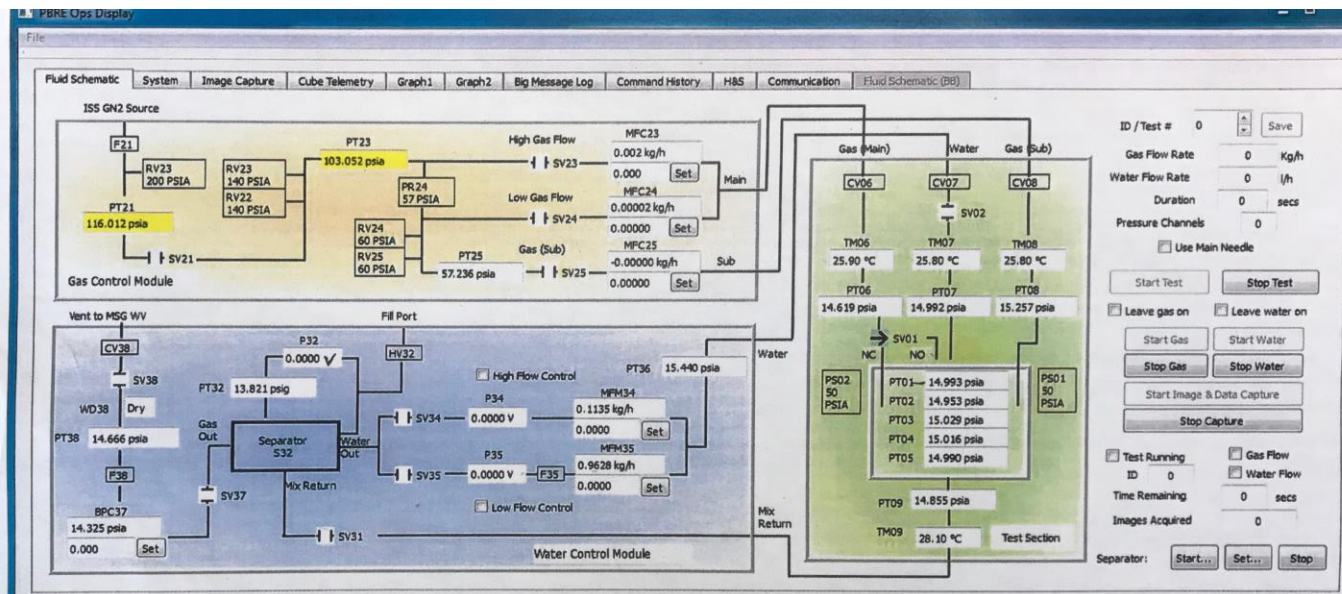 PBRE Ops Display
File
Fluid Schematic System Image Capture Cube Telemetry Graph1 Graph2 Big Message Log Command History H&S Communication Fluid Schematic (BB)
ISS GN2 Source
F21
RV23
200 PSIA
PT21
116.012 psia
SV21
Gas Control Module
RV23
140 PSIA
RV22
140 PSIA
PT23
103.052 psia
PR24
57 PSIA
RV24
60 PSIA
RV25
60 PSIA
PT25
57.236 psia
High Gas Flow
SV23
MFC23
0.002 kg/h
0.000 Set
Low Gas Flow
SV24
MFC24
0.00002 kg/h
0.00000 Set
Gas (Sub)
SV25
MFC25
-0.00000 kg/h
0.00000 Set
Main
Sub
Vent to MSG WV
CV38
SV38
WD38 Dry
PT38
14.666 psia
F38
BPC37
14.325 psia
0.000 Set
Gas
Out
SV37
Fill Port
P32
0.0000 V
HV32
PT32 13.821 psig
Separator
S32
Water
Out
Mix Return
SV31
High Flow Control
SV34
P34
0.0000 V
MFM34
0.1135 kg/h
0.0000 Set
SV35
P35
0.0000 V
F35
MFM35
0.9628 kg/h
0.0000 Set
Low Flow Control
Water Control Module
PT36 15.440 psia
Water
Mix
Return
Gas (Main) Water Gas (Sub)
CV06 CV07 CV08
SV02
TM06 TM07 TM08
25.90 °C 25.80 °C 25.80 °C
PT06 PT07 PT08
14.619 psia 14.992 psia 15.257 psia
SV01
NC NO
PS02
50
PSIA
PT01 14.993 psia
PT02 14.953 psia
PT03 15.029 psia
PT04 15.016 psia
PT05 14.990 psia
PS01
50
PSIA
PT09 14.855 psia
TM09 28.10 °C Test Section
ID / Test # 0 Save
Gas Flow Rate 0 Kg/h
Water Flow Rate 0 l/h
Duration 0 secs
Pressure Channels 0
Use Main Needle
Start Test Stop Test
Leave gas on Leave water on
Start Gas Start Water
Stop Gas Stop Water
Start Image & Data Capture
Stop Capture
Test Running Gas Flow
ID 0 Water Flow
Time Remaining 0 secs
Images Acquired 0
Separator: Start... Set... Stop